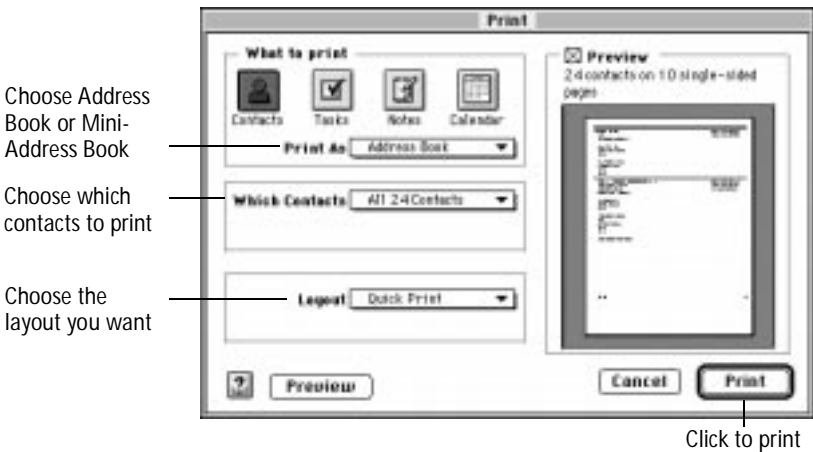 Print
What to print
Preview
24 contacts on 10 single-sided
pages
Contacts
Tasks
Notes
Calendar
Choose Address
Book or Mini-
Address Book
Print As
Address Book
Choose which
contacts to print
Which Contacts
All 24 Contacts
Choose the
layout you want
Layout
Quick Print
?
Preview
Cancel
Print
Click to print